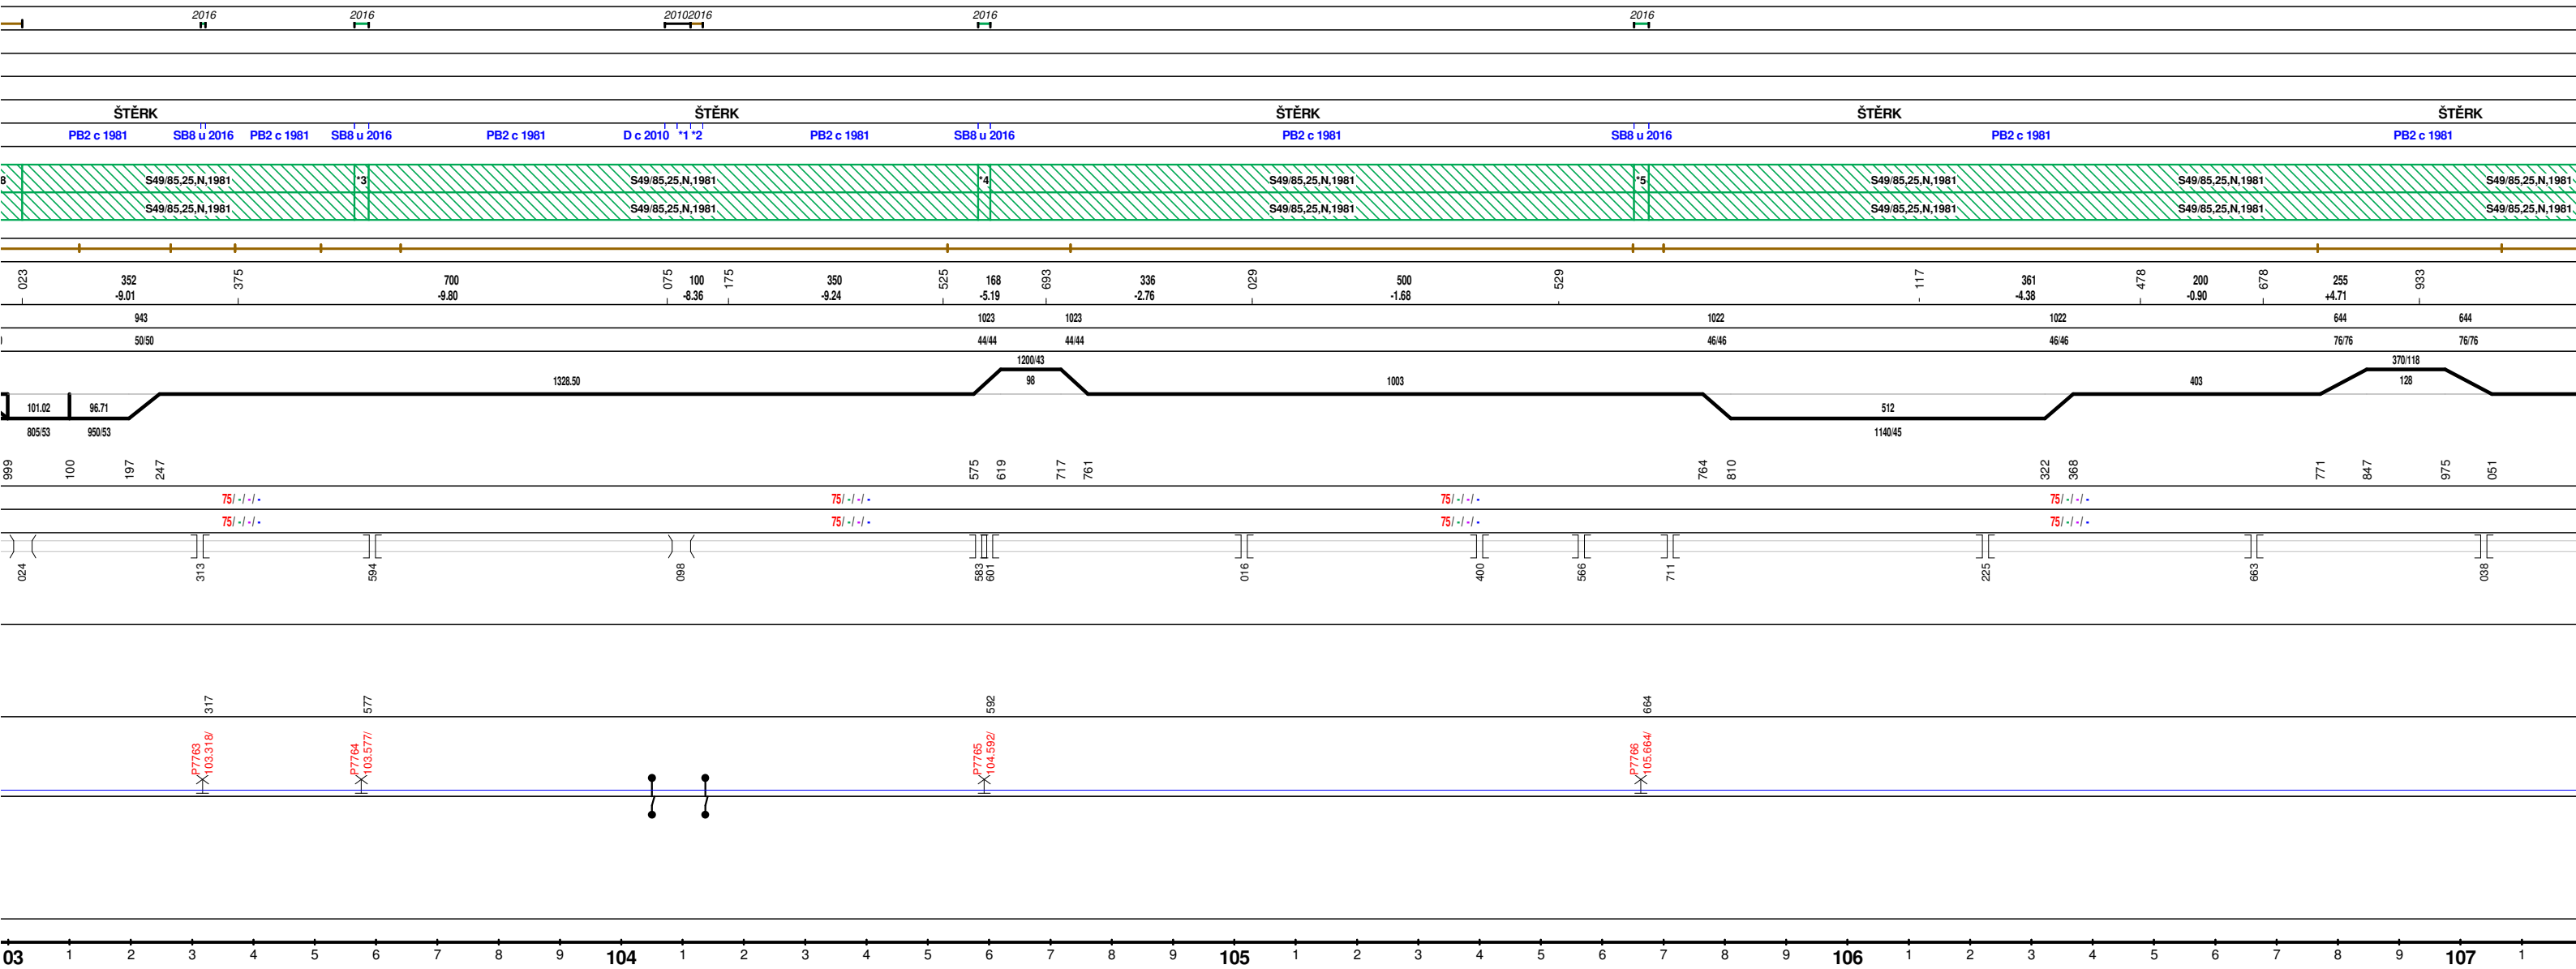 2016 2016 20102016 2016 2016
ŠTĚRK ŠTĚRK ŠTĚRK ŠTĚRK ŠTĚRK
PB2 c 1981 SB8 u 2016 PB2 c 1981 SB8 u 2016 PB2 c 1981 D c 2010 *1 *2 PB2 c 1981 SB8 u 2016 PB2 c 1981 SB8 u 2016 PB2 c 1981 PB2 c 1981
8 S49/85,25,N,1981 *3 S49/85,25,N,1981 *4 S49/85,25,N,1981 *5 S49/85,25,N,1981 S49/85,25,N,1981 S49/85,25,N,1981
S49/85,25,N,1981 S49/85,25,N,1981 S49/85,25,N,1981 S49/85,25,N,1981 S49/85,25,N,1981 S49/85,25,N,1981
023 352 375 700 075 100 175 350 525 168 693 336 029 500 529 117 361 478 200 678 255 933
-9.01 -9.80 -8.36 -9.24 -5.19 -2.76 -1.68 -4.38 -0.90 +4.71
943 1023 1023 1022 1022 644 644
50/50 44/44 44/44 46/46 46/46 76/76 76/76
1200/43 370/118
1328.50 98 1003 403 128
101.02 96.71 512
805/53 950/53 1140/45
999 100 197 247 575 619 717 761 764 810 322 368 771 847 975 051
75/ -/ -/ - 75/ -/ -/ - 75/ -/ -/ - 75/ -/ -/ -
75/ -/ -/ - 75/ -/ -/ - 75/ -/ -/ - 75/ -/ -/ -
024 313 594 098 583 601 016 400 566 711 225 663 038
317 577 592 664
P7763 P7764 P7765 P7766
103.318/ 103.577/ 104.592/ 105.664/
03 1 2 3 4 5 6 7 8 9 104 1 2 3 4 5 6 7 8 9 105 1 2 3 4 5 6 7 8 9 106 1 2 3 4 5 6 7 8 9 107 1